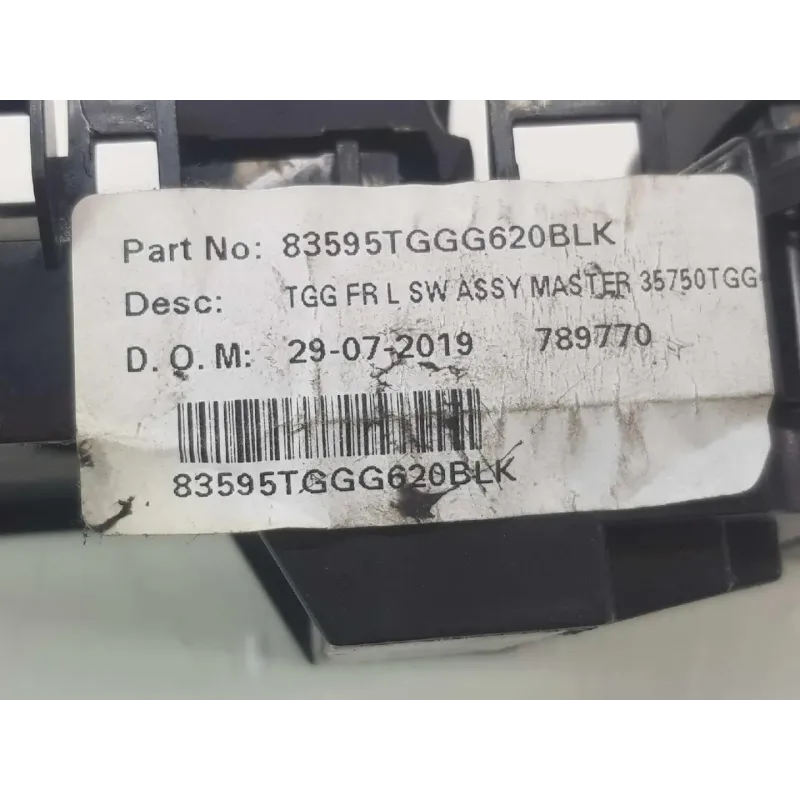 Part No: 83595TGGG620BLK
Desc: TGG FR L SW ASSY MASTER 35750TGG
D. O. M: 29-07-2019 789770
83595TGGG620BLK